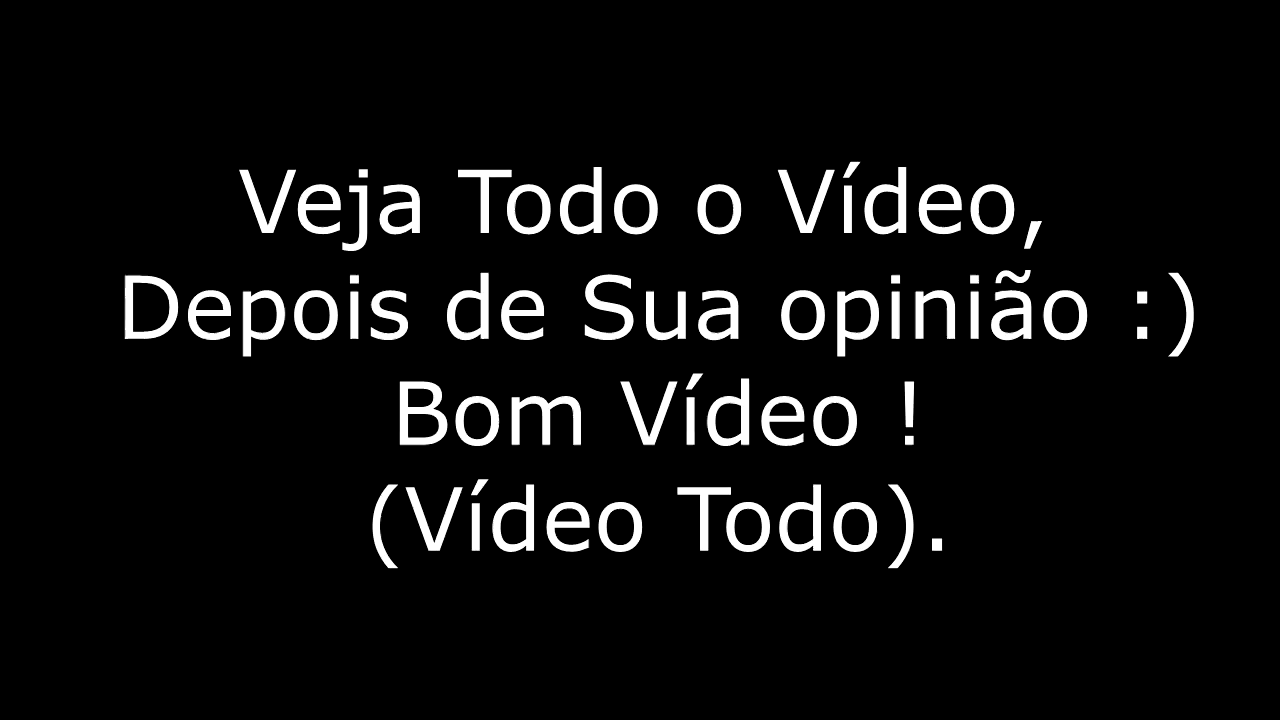 Veja Todo o Vídeo,
Depois de Sua opinião :)
Bom Vídeo !
(Vídeo Todo).